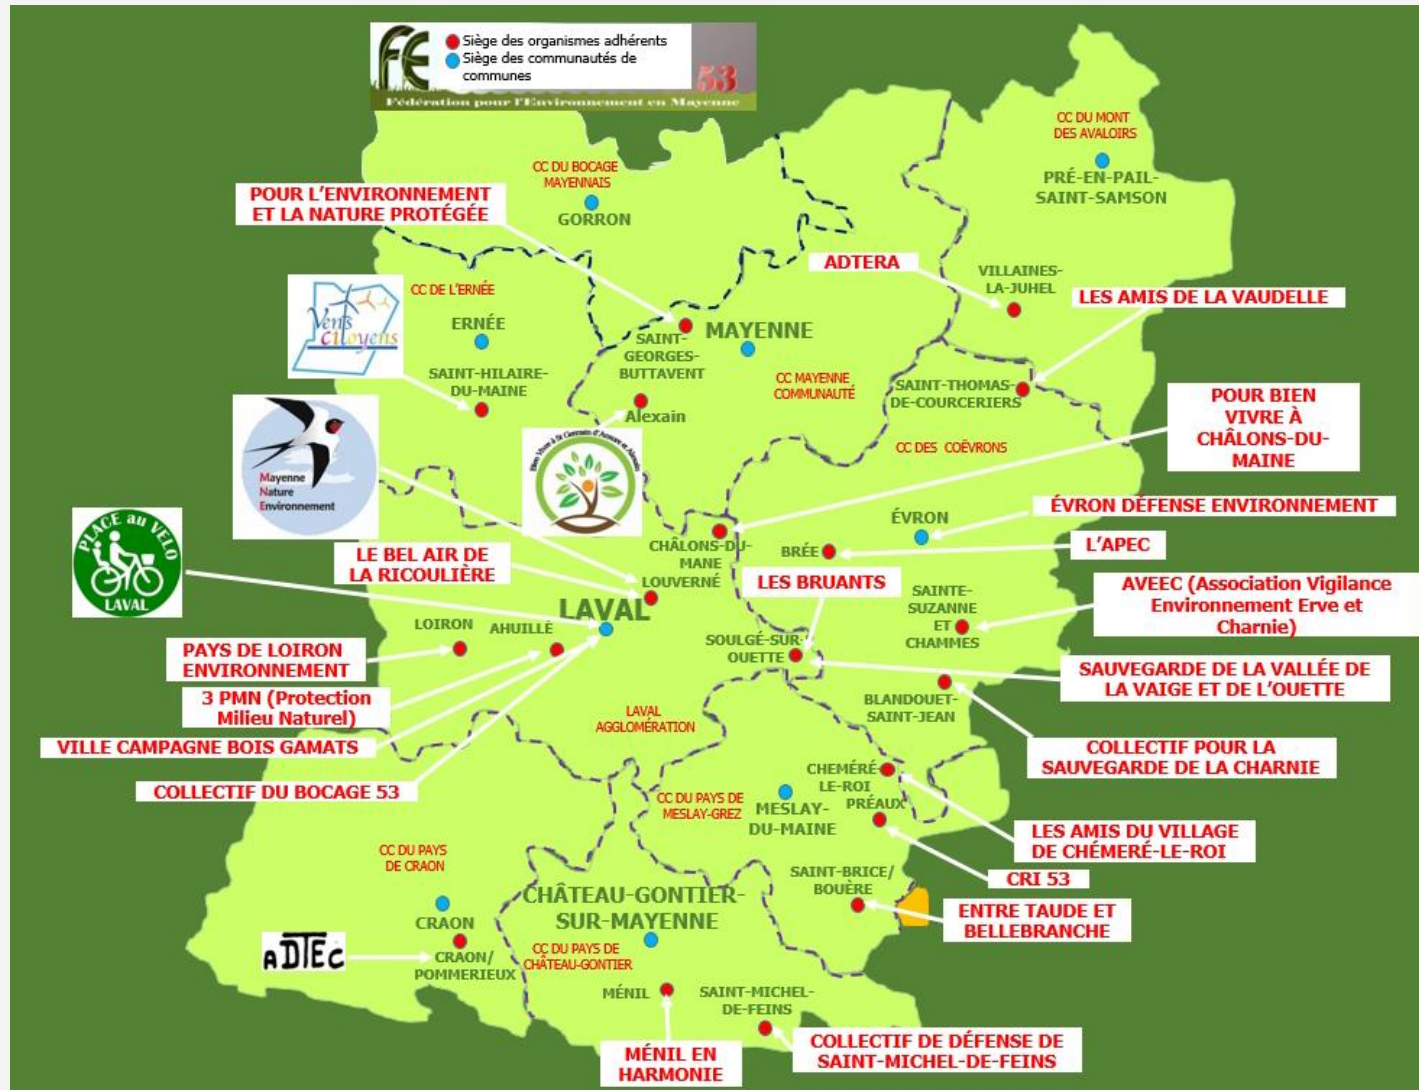 FE
Siège des organismes adhérents
Siège des communautés de
communes
53
Fédération pour l'Environnement en Mayenne
CC DU MONT
DES AVALOIRS
PRÉ-EN-PAIL-
SAINT-SAMSON
CC DU BOCAGE
MAYENNAIS
GORRON
POUR L'ENVIRONNEMENT
ET LA NATURE PROTÉGÉE
ADTERA
VILLAINES-
LA-JUHEL
LES AMIS DE LA VAUDELLE
CC DE L'ERNÉE
ERNÉE
Vents
Citoyens
SAINT-HILAIRE-
DU-MAINE
MAYENNE
SAINT-
GEORGES-
BUTTAVENT
Alexain
CC MAYENNE
COMMUNAUTÉ
SAINT-THOMAS-
DE-COURCERIERS
POUR BIEN
VIVRE À
CHÂLONS-DU-
MAINE
CC DES COËVRONS
Mayenne
Nature
Environnement
Bien Vivre à St Germain d'Anxure et Alexain
ÉVRON DÉFENSE ENVIRONNEMENT
ÉVRON
PLACE au VELO
LAVAL
CHÂLONS-DU-
MANE
BRÉE
L'APEC
LE BEL AIR DE
LA RICOULIÈRE
LOUVERNÉ
LES BRUANTS
SAINTE-
SUZANNE
ET
CHAMMES
AVEEC (Association Vigilance
Environnement Erve et
Charnie)
LAVAL
LOIRON
AHUILLÉ
SOULGÉ-SUR-
OUETTE
PAYS DE LOIRON
ENVIRONNEMENT
SAUVEGARDE DE LA VALLÉE DE
LA VAIGE ET DE L'OUETTE
3 PMN (Protection
Milieu Naturel)
BLANDOUET-
SAINT-JEAN
LAVAL
AGGLOMÉRATION
VILLE CAMPAGNE BOIS GAMATS
COLLECTIF POUR LA
SAUVEGARDE DE LA CHARNIE
COLLECTIF DU BOCAGE 53
CHEMÉRÉ-
LE-ROI
PRÉAUX
CC DU PAYS DE
MESLAY-GREZ
MESLAY-
DU-MAINE
LES AMIS DU VILLAGE
DE CHÉMERÉ-LE-ROI
CC DU PAYS
DE CRAON
CRI 53
SAINT-BRICE/
BOUÈRE
CHÂTEAU-GONTIER-
SUR-MAYENNE
ENTRE TAUDE ET
BELLEBRANCHE
CRAON
CRAON/
POMMERIEUX
ADTEC
CC DU PAYS DE
CHÂTEAU-GONTIER
MÉNIL
SAINT-MICHEL-
DE-FEINS
MÉNIL EN
HARMONIE
COLLECTIF DE DÉFENSE DE
SAINT-MICHEL-DE-FEINS